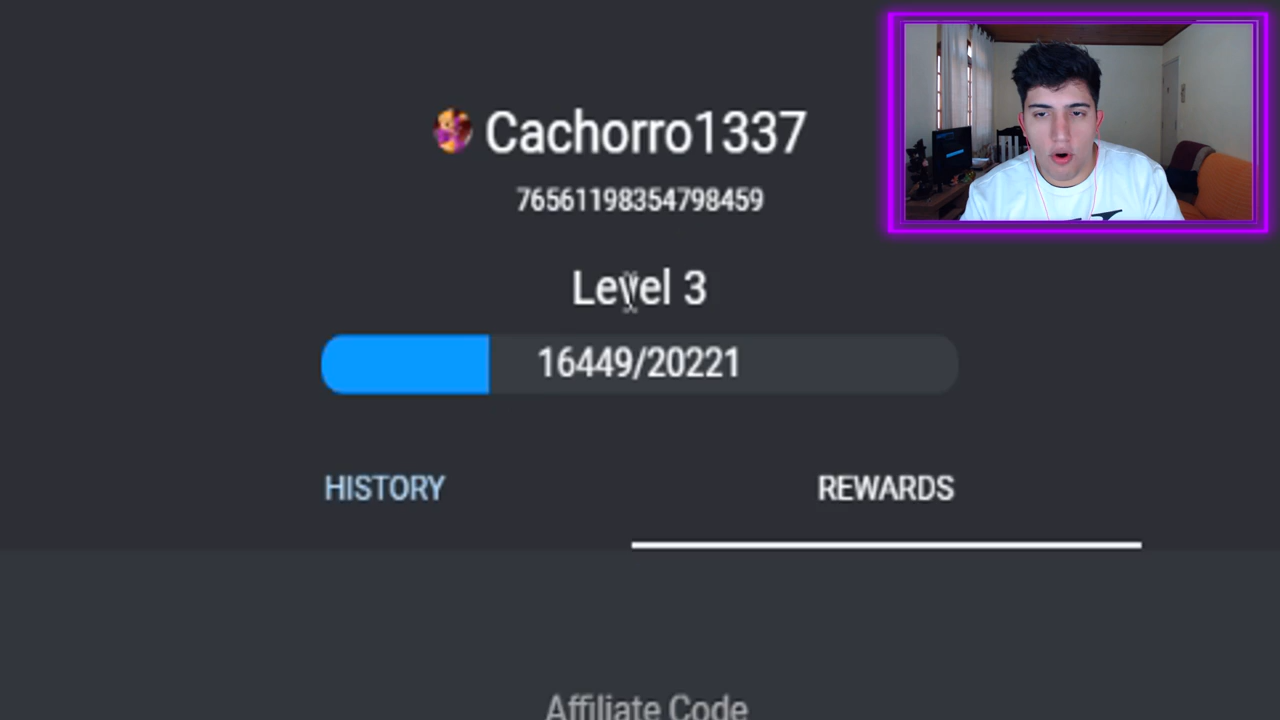 Cachorro1337
76561198354798459
Level 3
16449/20221
HISTORY
REWARDS
Affiliate Code